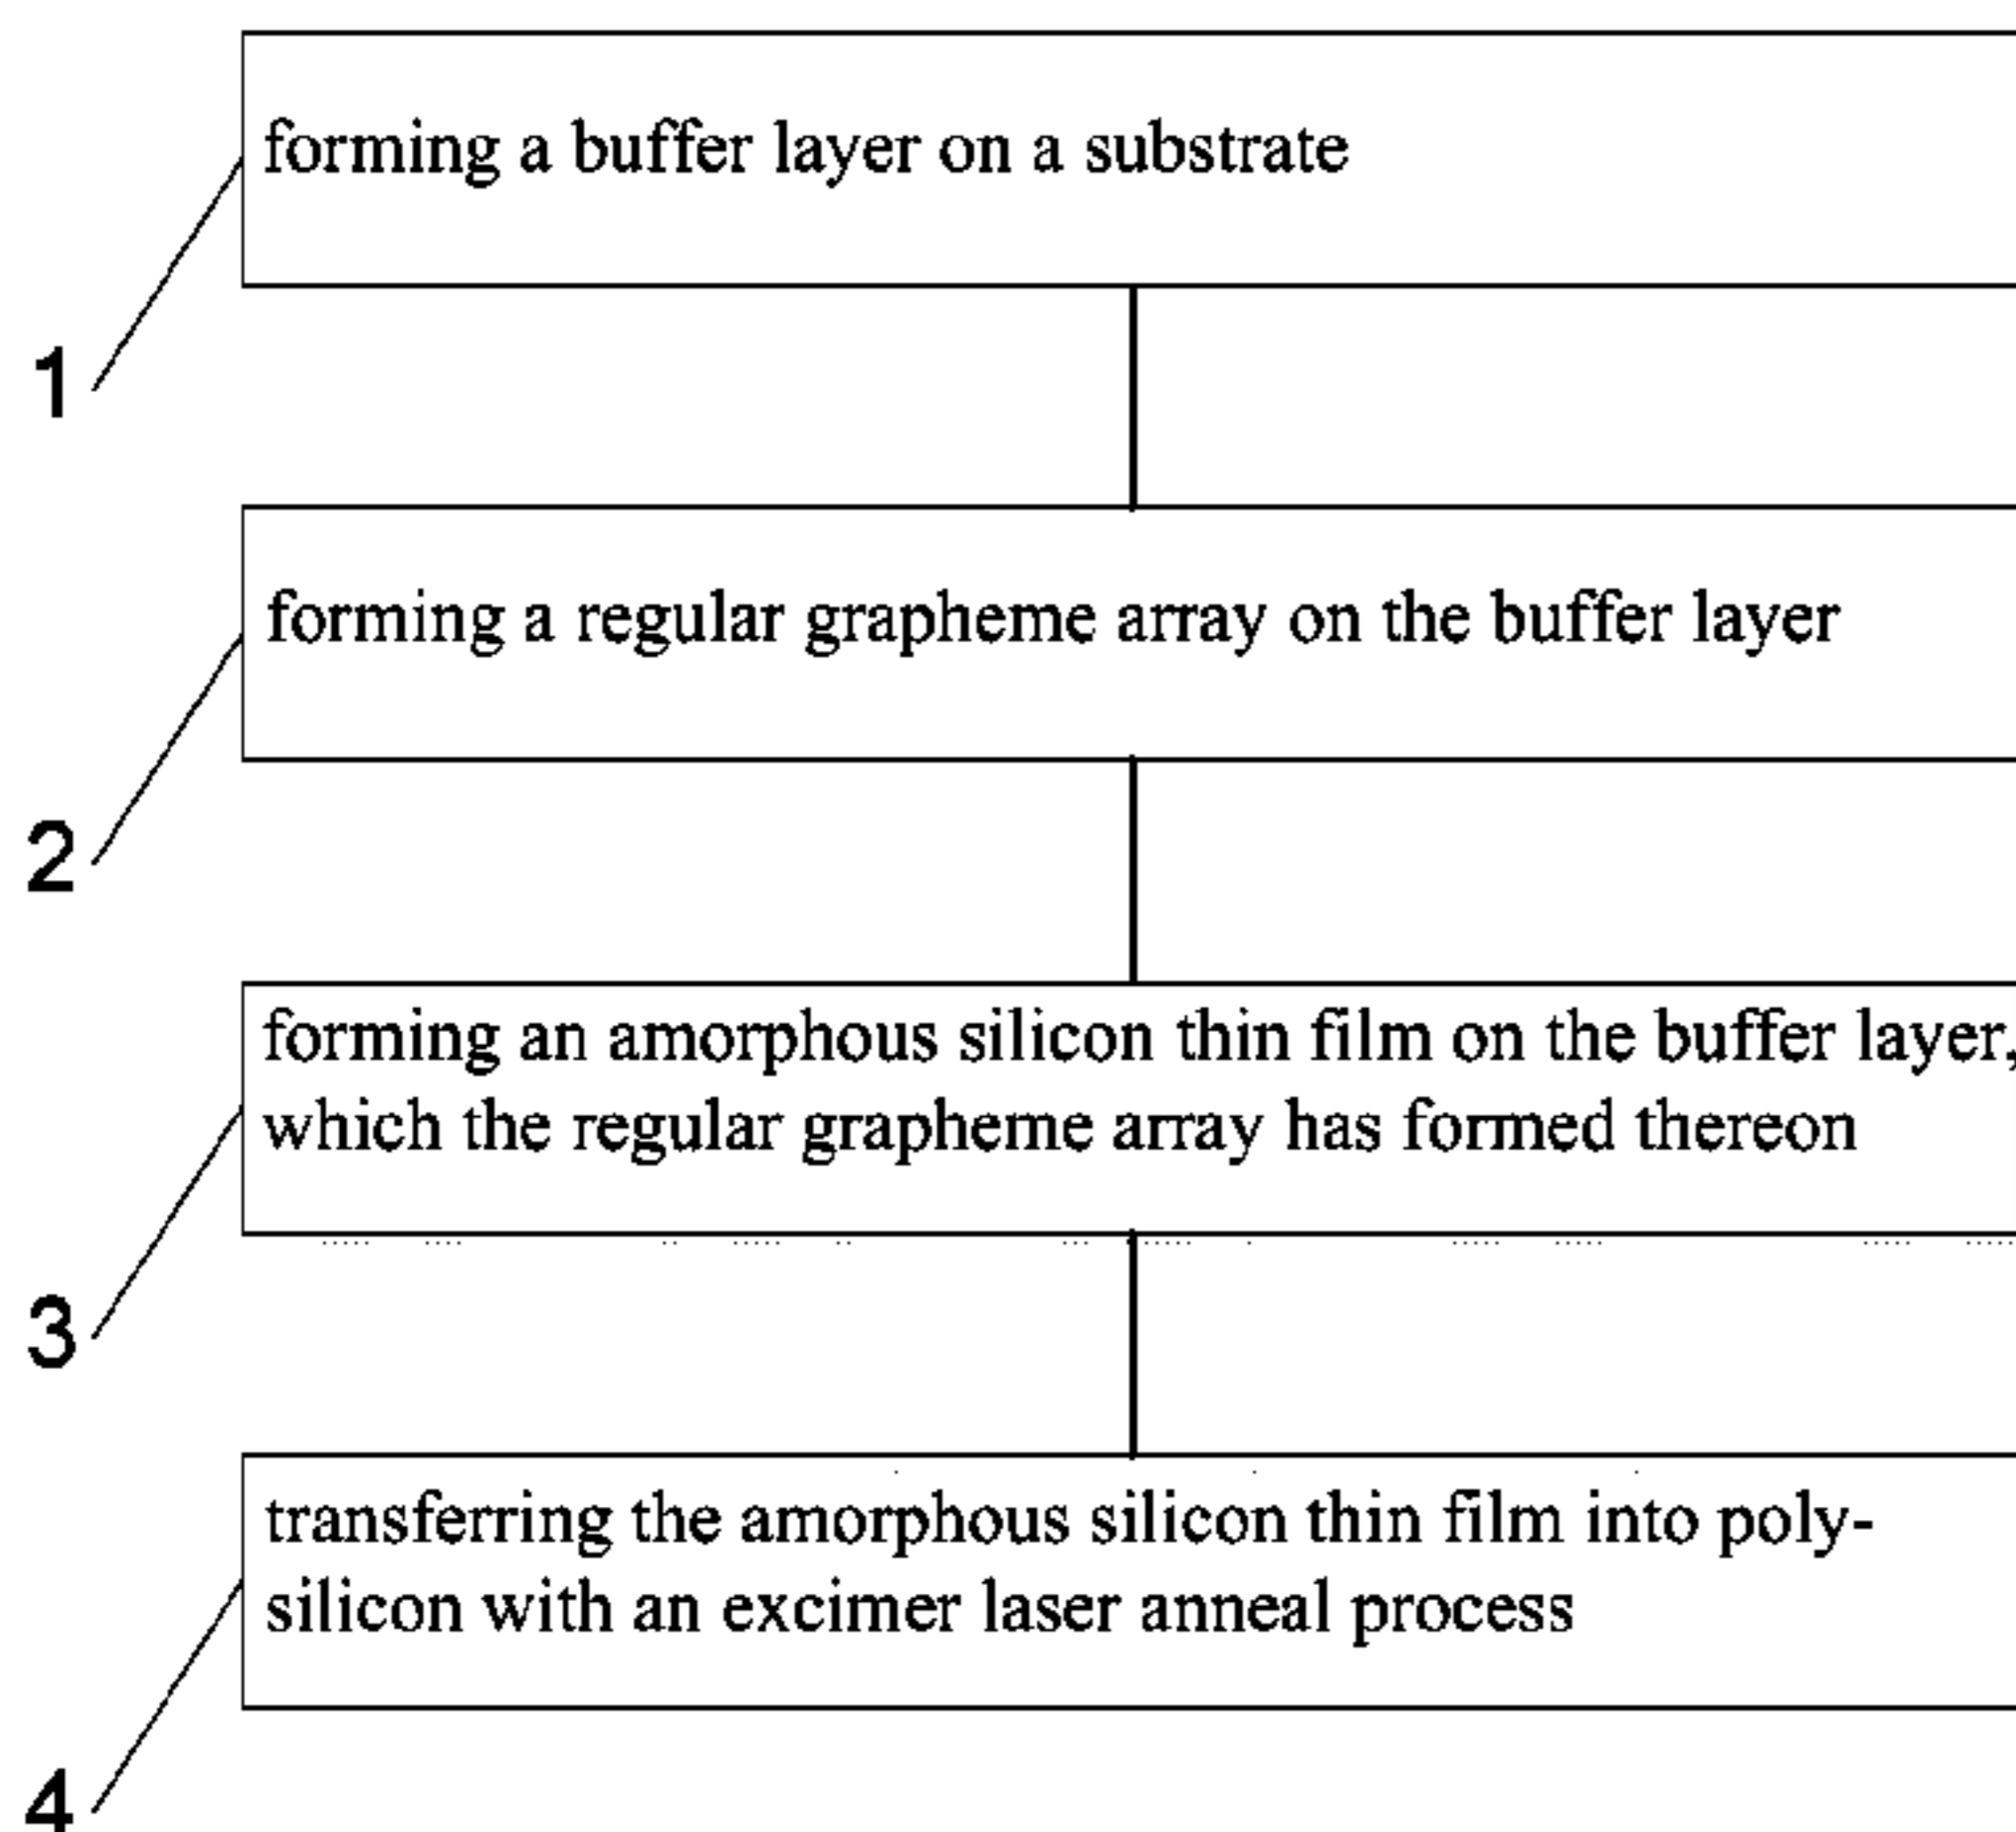 forming a buffer layer on a substrate
1
forming a regular grapheme array on the buffer layer
2
forming an amorphous silicon thin film on the buffer layer,
which the regular grapheme array has formed thereon
3
transferring the amorphous silicon thin film into poly-
silicon with an excimer laser anneal process
4